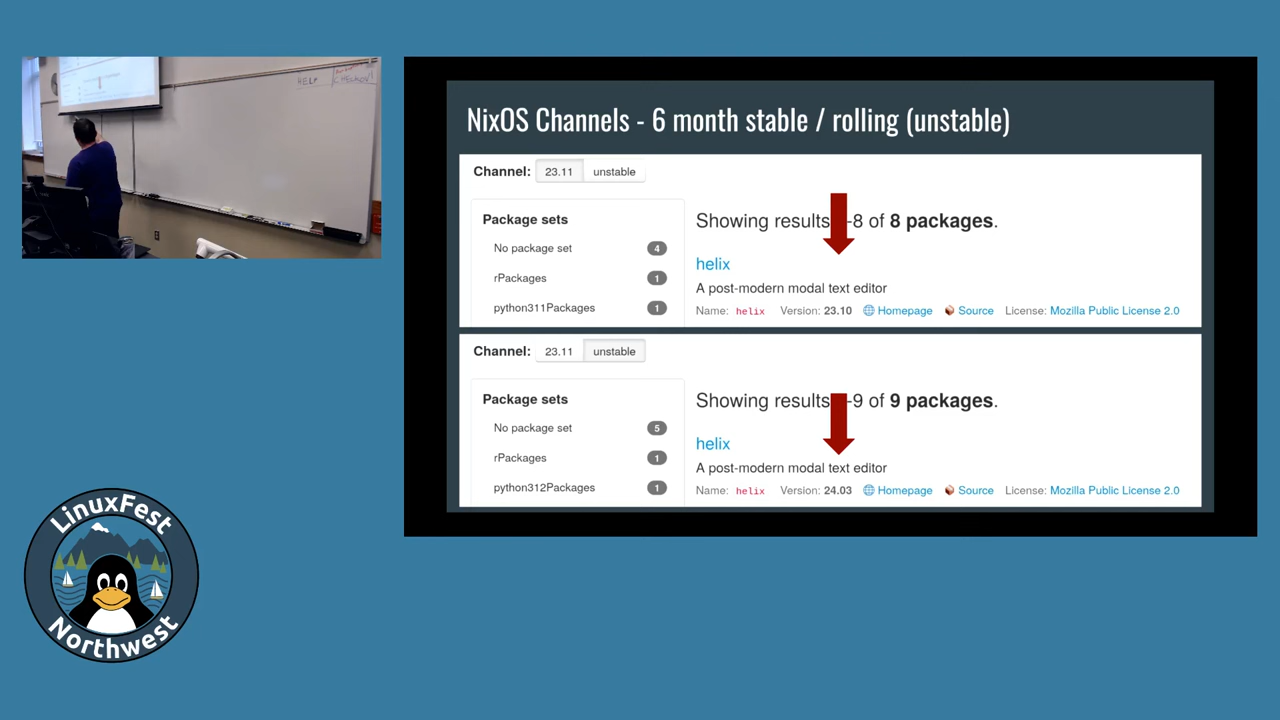 HELP
NixOS Channels - 6 month stable / rolling (unstable)
Channel: 23.11 unstable
Package sets
No package set 4
rPackages 1
python311Packages 1
Showing results -8 of 8 packages.
helix
A post-modern modal text editor
Name: helix Version: 23.10 Homepage Source License: Mozilla Public License 2.0
Channel: 23.11 unstable
Package sets
No package set 5
rPackages 1
python312Packages 1
Showing results -9 of 9 packages.
helix
A post-modern modal text editor
Name: helix Version: 24.03 Homepage Source License: Mozilla Public License 2.0
LinuxFest
Northwest